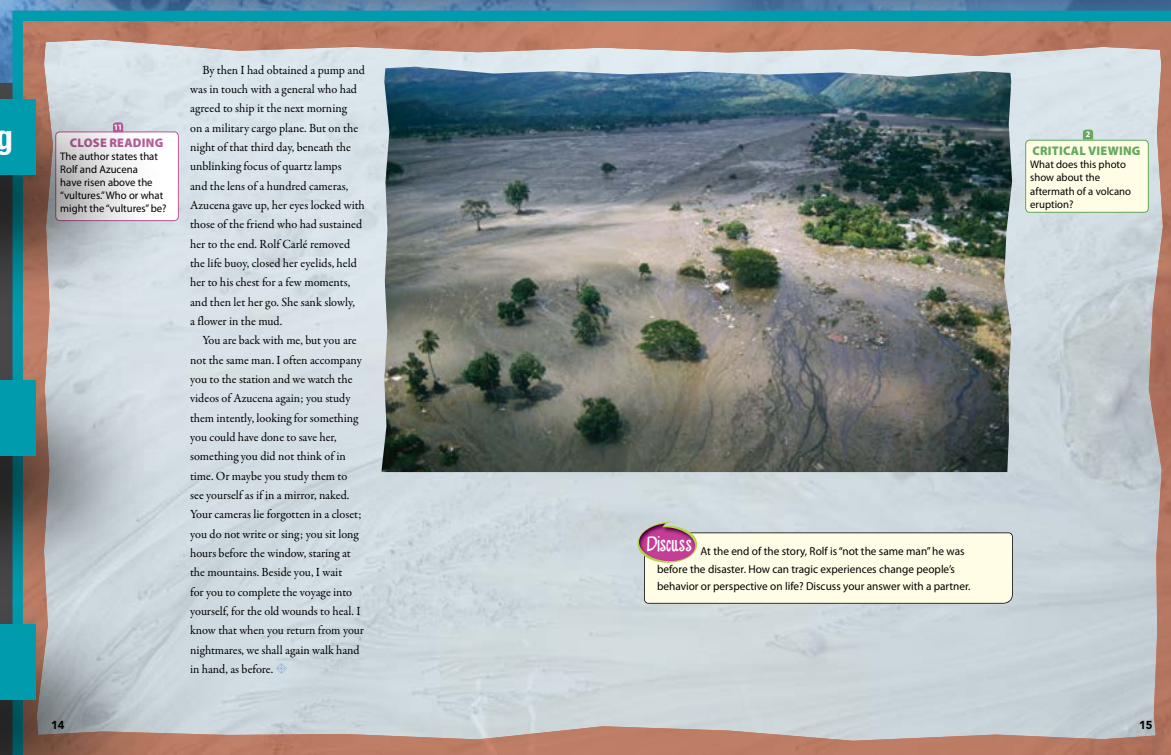 g
11
CLOSE READING
The author states that
Rolf and Azucena
have risen above the
“vultures.” Who or what
might the “vultures” be?
By then I had obtained a pump and
was in touch with a general who had
agreed to ship it the next morning
on a military cargo plane. But on the
night of that third day, beneath the
unblinking focus of quartz lamps
and the lens of a hundred cameras,
Azucena gave up, her eyes locked with
those of the friend who had sustained
her to the end. Rolf Carlé removed
the life buoy, closed her eyelids, held
her to his chest for a few moments,
and then let her go. She sank slowly,
a flower in the mud.
You are back with me, but you are
not the same man. I often accompany
you to the station and we watch the
videos of Azucena again; you study
them intently, looking for something
you could have done to save her,
something you did not think of in
time. Or maybe you study them to
see yourself as if in a mirror, naked.
Your cameras lie forgotten in a closet;
you do not write or sing; you sit long
hours before the window, staring at
the mountains. Beside you, I wait
for you to complete the voyage into
yourself, for the old wounds to heal. I
know that when you return from your
nightmares, we shall again walk hand
in hand, as before.
2
CRITICAL VIEWING
What does this photo
show about the
aftermath of a volcano
eruption?
Discuss
At the end of the story, Rolf is “not the same man” he was
before the disaster. How can tragic experiences change people’s
behavior or perspective on life? Discuss your answer with a partner.
14
15